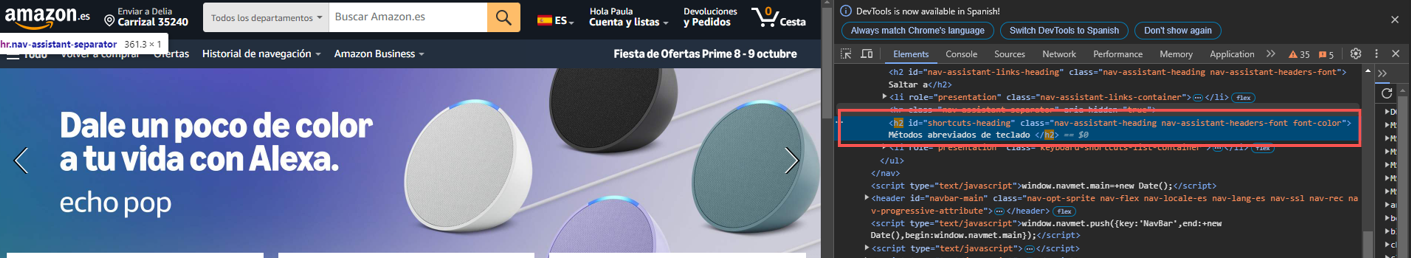 amazon.es
Enviar a Delia
Carrizal 35240
Todos los departamentos
Buscar Amazon.es
ES
Hola Paula
Cuenta y listas
Devoluciones
y Pedidos
0
Cesta
hr.nav-assistant-separator 361.3 × 1
Todo
Volver a comprar
Ofertas
Historial de navegación
Amazon Business
Fiesta de Ofertas Prime 8 - 9 octubre
Dale un poco de color
a tu vida con Alexa.
echo pop
DevTools is now available in Spanish!
Always match Chrome's language
Switch DevTools to Spanish
Don't show again
Elements
Console
Sources
Network
Performance
Memory
Application
35
5
<h2 id="nav-assistant-links-heading" class="nav-assistant-heading nav-assistant-headers-font">
Saltar a</h2>
<li role="presentation" class="nav-assistant-links-container">…</li> flex
<hr class="nav-assistant-separator" aria-hidden="true">
<h2 id="shortcuts-heading" class="nav-assistant-heading nav-assistant-headers-font font-color">
Métodos abreviados de teclado </h2> == $0
<li role="presentation" class="keyboard-shortcuts-list-container">…</li> flex
</ul>
</nav>
<script type="text/javascript">window.navmet.main=+new Date();</script>
<header id="navbar-main" class="nav-opt-sprite nav-flex nav-locale-es nav-lang-es nav-ssl nav-rec na
v-progressive-attribute">…</header> flex
<script type="text/javascript">window.navmet.push({key:'NavBar',end:+new
Date(),begin:window.navmet.main});</script>
<script type="text/javascript">…</script>